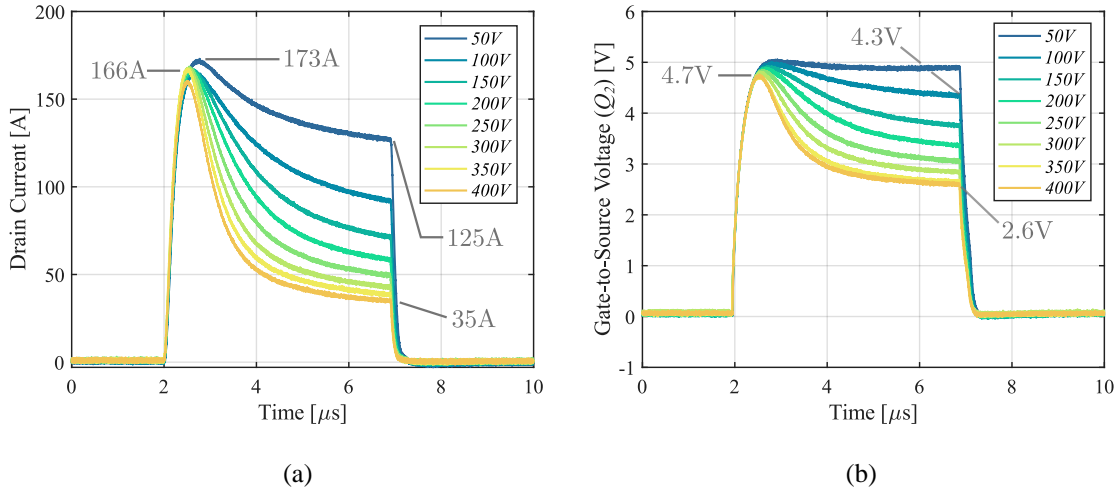 200
150
100
50
0
0
2
4
6
8
10
Drain Current [A]
Time [μs]
166A
173A
125A
35A
50V
100V
150V
200V
250V
300V
350V
400V
(a)
6
5
4
3
2
1
0
-1
0
2
4
6
8
10
Gate-to-Source Voltage (Q2) [V]
Time [μs]
4.7V
4.3V
2.6V
50V
100V
150V
200V
250V
300V
350V
400V
(b)